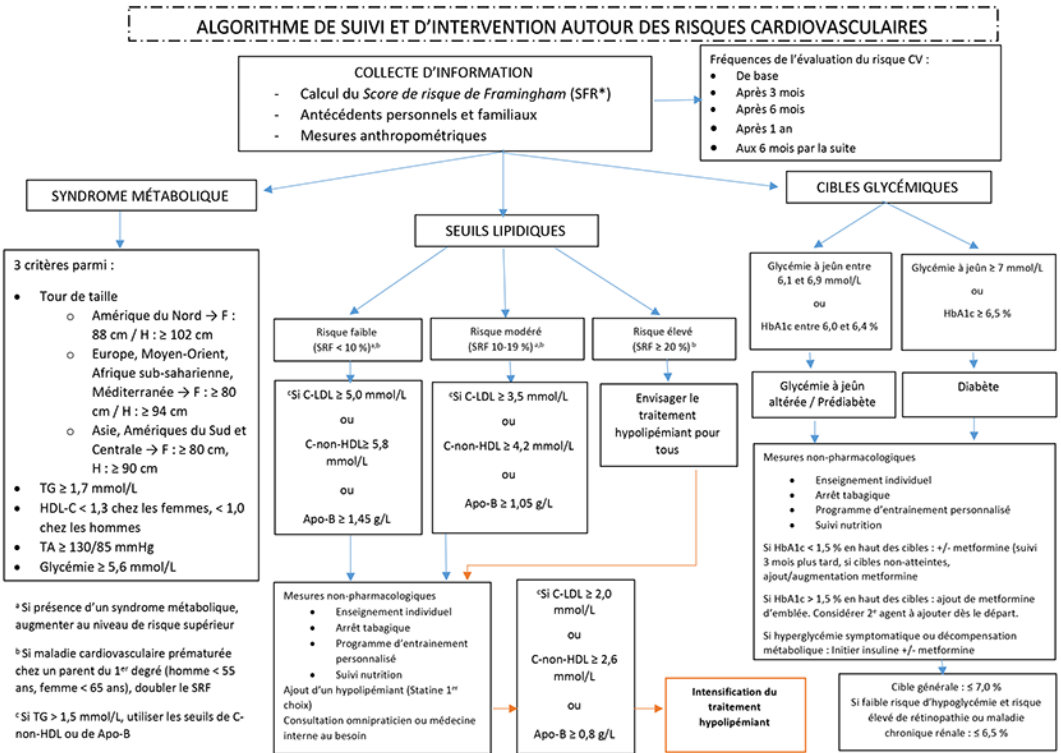 ALGORITHME DE SUIVI ET D'INTERVENTION AUTOUR DES RISQUES CARDIOVASCULAIRES
COLLECTE D'INFORMATION
- Calcul du Score de risque de Framingham (SFR*)
- Antécédents personnels et familiaux
- Mesures anthropométriques
Fréquences de l'évaluation du risque CV :
• De base
• Après 3 mois
• Après 6 mois
• Après 1 an
• Aux 6 mois par la suite
SYNDROME MÉTABOLIQUE
3 critères parmi :
• Tour de taille
o Amérique du Nord → F :
88 cm / H : ≥ 102 cm
o Europe, Moyen-Orient,
Afrique sub-saharienne,
Méditerranée → F : ≥ 80
cm / H : ≥ 94 cm
o Asie, Amériques du Sud et
Centrale → F : ≥ 80 cm,
H : ≥ 90 cm
• TG ≥ 1,7 mmol/L
• HDL-C < 1,3 chez les femmes, < 1,0
chez les hommes
• TA ≥ 130/85 mmHg
• Glycémie ≥ 5,6 mmol/L
ᵃ Si présence d'un syndrome métabolique,
augmenter au niveau de risque supérieur
ᵇ Si maladie cardiovasculaire prématurée
chez un parent du 1er degré (homme < 55
ans, femme < 65 ans), doubler le SRF
ᶜ Si TG > 1,5 mmol/L, utiliser les seuils de C-
non-HDL ou de Apo-B
SEUILS LIPIDIQUES
Risque faible
(SRF < 10 %)ᵃ,ᵇ
ᶜSi C-LDL ≥ 5,0 mmol/L
ou
C-non-HDL≥ 5,8
mmol/L
ou
Apo-B ≥ 1,45 g/L
Risque modéré
(SRF 10-19 %) ᵃ,ᵇ
ᶜSi C-LDL ≥ 3,5 mmol/L
ou
C-non-HDL ≥ 4,2 mmol/L
ou
Apo-B ≥ 1,05 g/L
Risque élevé
(SRF ≥ 20 %) ᵇ
Envisager le
traitement
hypolipémiant pour
tous
Mesures non-pharmacologiques
• Enseignement individuel
• Arrêt tabagique
• Programme d'entrainement
personnalisé
• Suivi nutrition
Ajout d'un hypolipémiant (Statine 1er
choix)
Consultation omnipraticien ou médecine
interne au besoin
ᶜSi C-LDL ≥ 2,0
mmol/L
ou
C-non-HDL ≥ 2,6
mmol/L
ou
Apo-B ≥ 0,8 g/L
Intensification du
traitement
hypolipémiant
CIBLES GLYCÉMIQUES
Glycémie à jeûn entre
6,1 et 6,9 mmol/L
ou
HbA1c entre 6,0 et 6,4 %
Glycémie à jeûn ≥ 7 mmol/L
ou
HbA1c ≥ 6,5 %
Glycémie à jeûn
altérée / Prédiabète
Diabète
Mesures non-pharmacologiques
• Enseignement individuel
• Arrêt tabagique
• Programme d'entrainement personnalisé
• Suivi nutrition
Si HbA1c < 1,5 % en haut des cibles : +/- metformine (suivi
3 mois plus tard, si cibles non-atteintes,
ajout/augmentation metformine
Si HbA1c > 1,5 % en haut des cibles : ajout de metformine
d'emblée. Considérer 2e agent à ajouter dès le départ.
Si hyperglycémie symptomatique ou décompensation
métabolique : Initier insuline +/- metformine
Cible générale : ≤ 7,0 %
Si faible risque d'hypoglycémie et risque
élevé de rétinopathie ou maladie
chronique rénale : ≤ 6,5 %